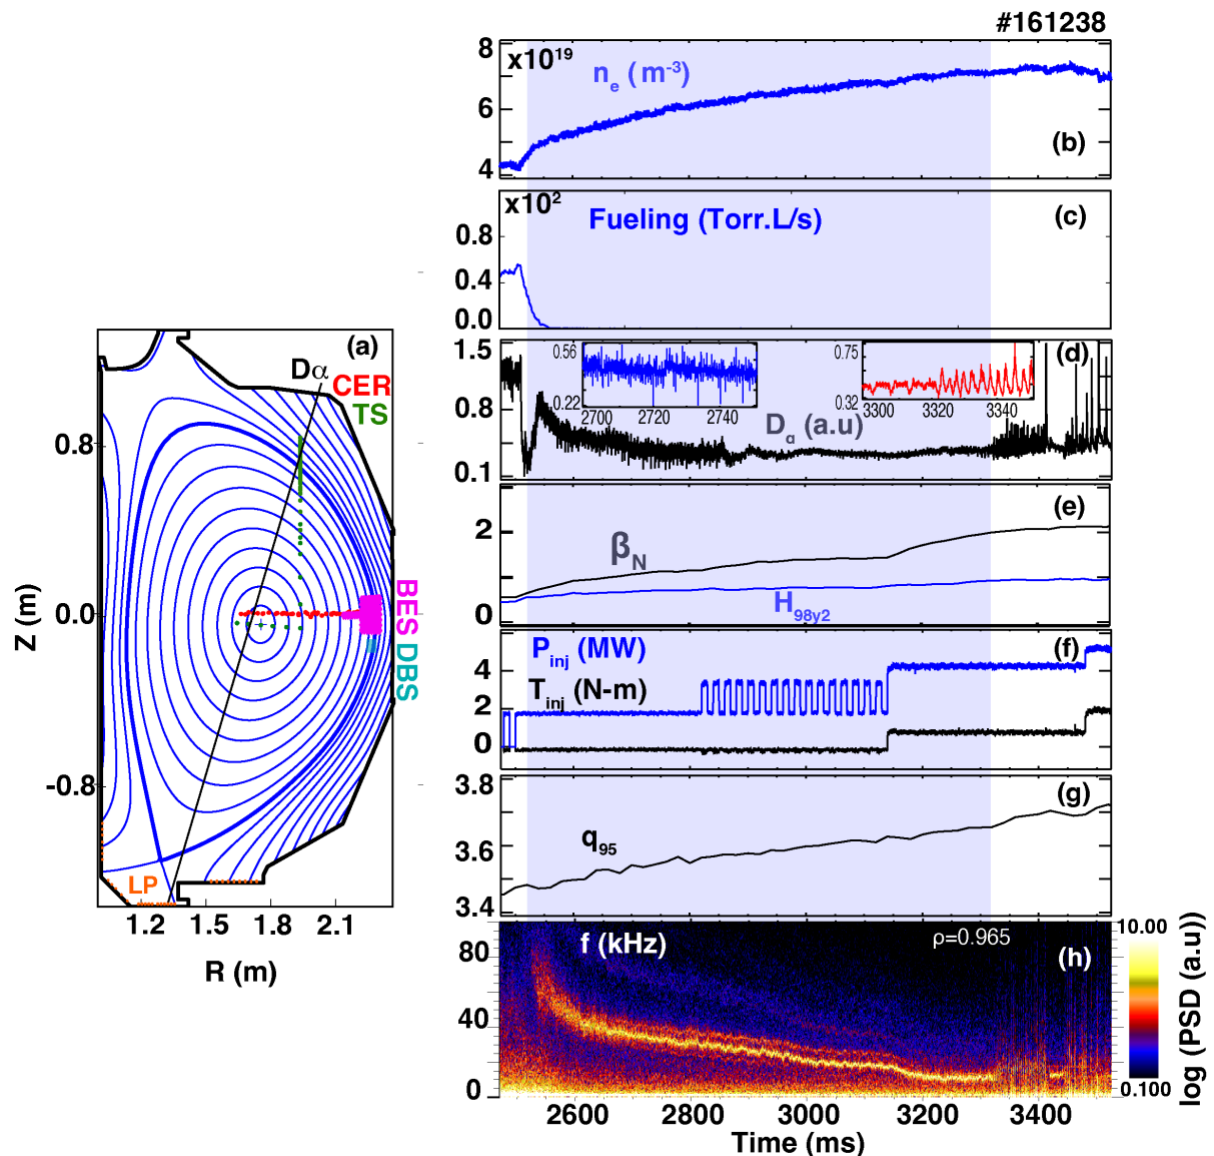 #161238
8
6
4
x10¹⁹
nₑ (m⁻³)
(b)
x10²
0.8
0.4
0.0
Fueling (Torr.L/s)
(c)
1.5
0.8
0.1
0.56
0.22
2700 2720 2740
0.75
0.32
3300 3320 3340
Dα (a.u)
(d)
2
0
βN
H98y2
(e)
4
2
0
Pinj (MW)
Tinj (N-m)
(f)
3.8
3.6
3.4
q95
(g)
80
40
0
f (kHz)
ρ=0.965
(h)
2600 2800 3000 3200 3400
Time (ms)
10.00
0.100
log (PSD (a.u))
(a)
Dα
CER
TS
BES DBS
LP
0.8
0.0
-0.8
Z (m)
1.2 1.5 1.8 2.1
R (m)